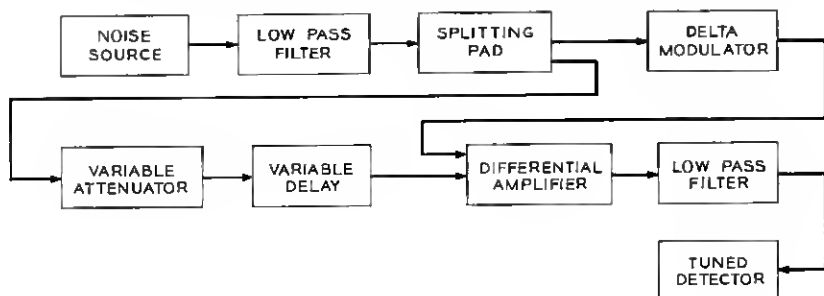 NOISE
SOURCE
LOW PASS
FILTER
SPLITTING
PAD
DELTA
MODULATOR
VARIABLE
ATTENUATOR
VARIABLE
DELAY
DIFFERENTIAL
AMPLIFIER
LOW PASS
FILTER
TUNED
DETECTOR